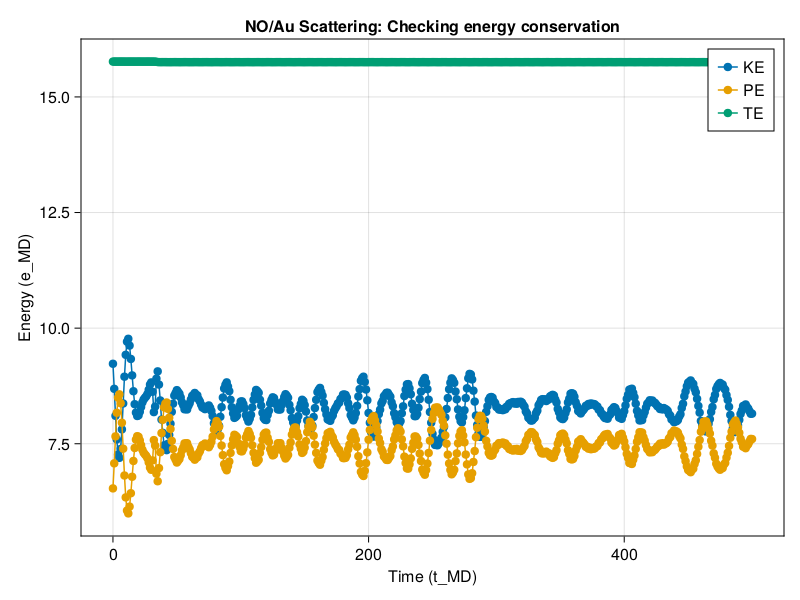 NO/Au Scattering: Checking energy conservation
KE
PE
TE
15.0
12.5
10.0
7.5
Energy (e_MD)
0
200
400
Time (t_MD)